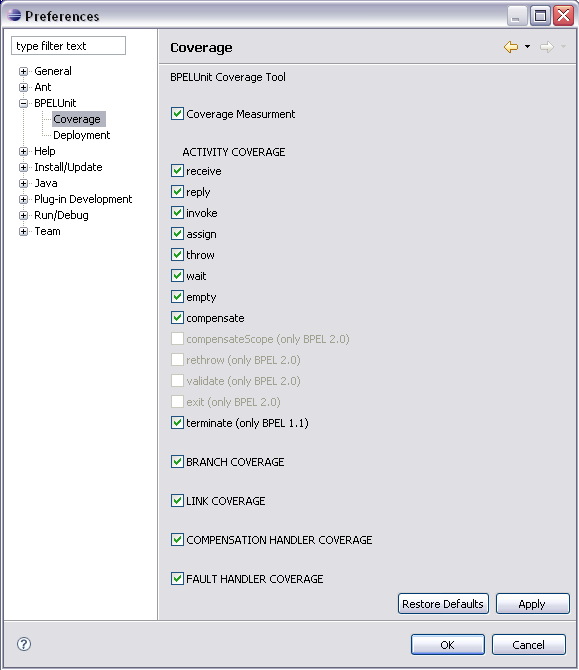 Preferences
type filter text
General
Ant
BPELUnit
Coverage
Deployment
Help
Install/Update
Java
Plug-in Development
Run/Debug
Team
Coverage
BPELUnit Coverage Tool
Coverage Measurment
ACTIVITY COVERAGE
receive
reply
invoke
assign
throw
wait
empty
compensate
compensateScope (only BPEL 2.0)
rethrow (only BPEL 2.0)
validate (only BPEL 2.0)
exit (only BPEL 2.0)
terminate (only BPEL 1.1)
BRANCH COVERAGE
LINK COVERAGE
COMPENSATION HANDLER COVERAGE
FAULT HANDLER COVERAGE
Restore Defaults
Apply
?
OK
Cancel